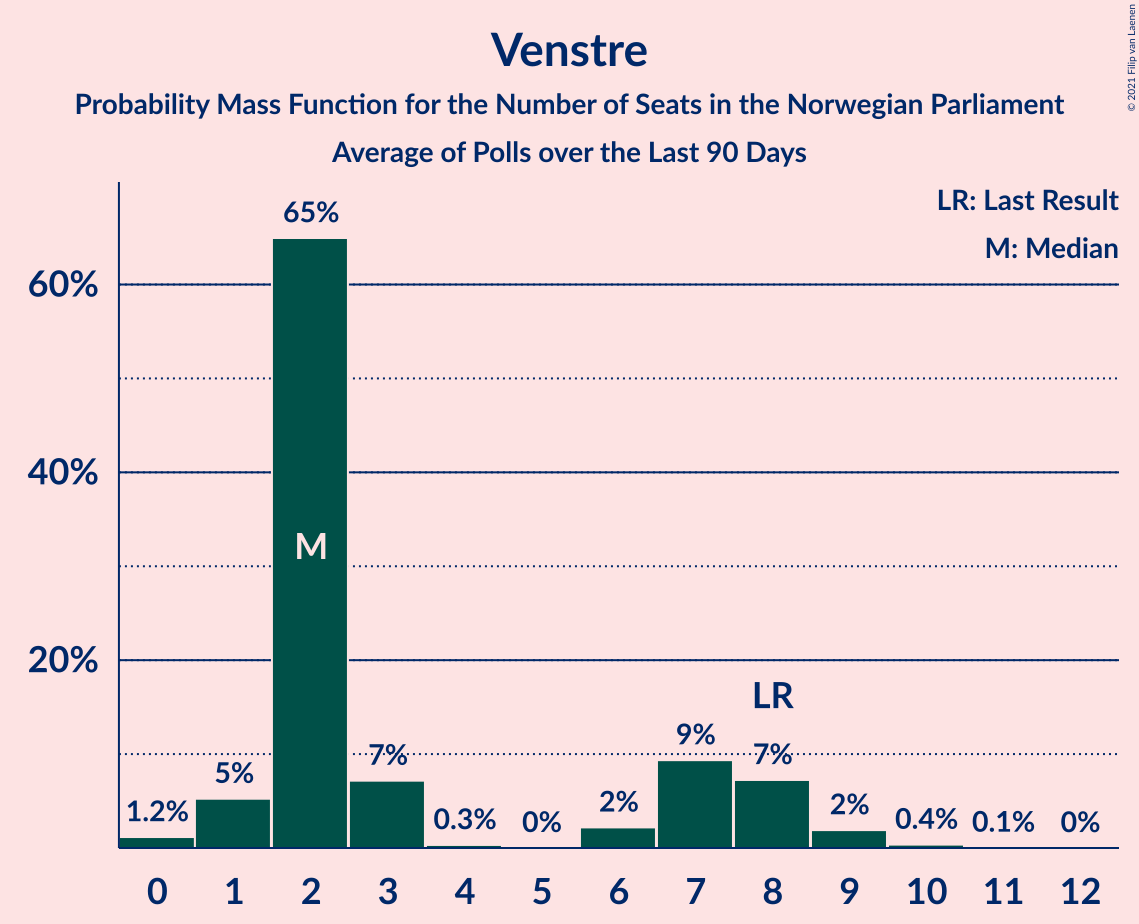 Venstre
Probability Mass Function for the Number of Seats in the Norwegian Parliament
Average of Polls over the Last 90 Days
© 2021 Filip van Laenen
LR: Last Result
M: Median
65%
60%
40%
M
20%
LR
9%
7%
7%
5%
2%
2%
1.2%
0.3%
0%
0.4%
0.1%
0%
0 1 2 3 4 5 6 7 8 9 10 11 12